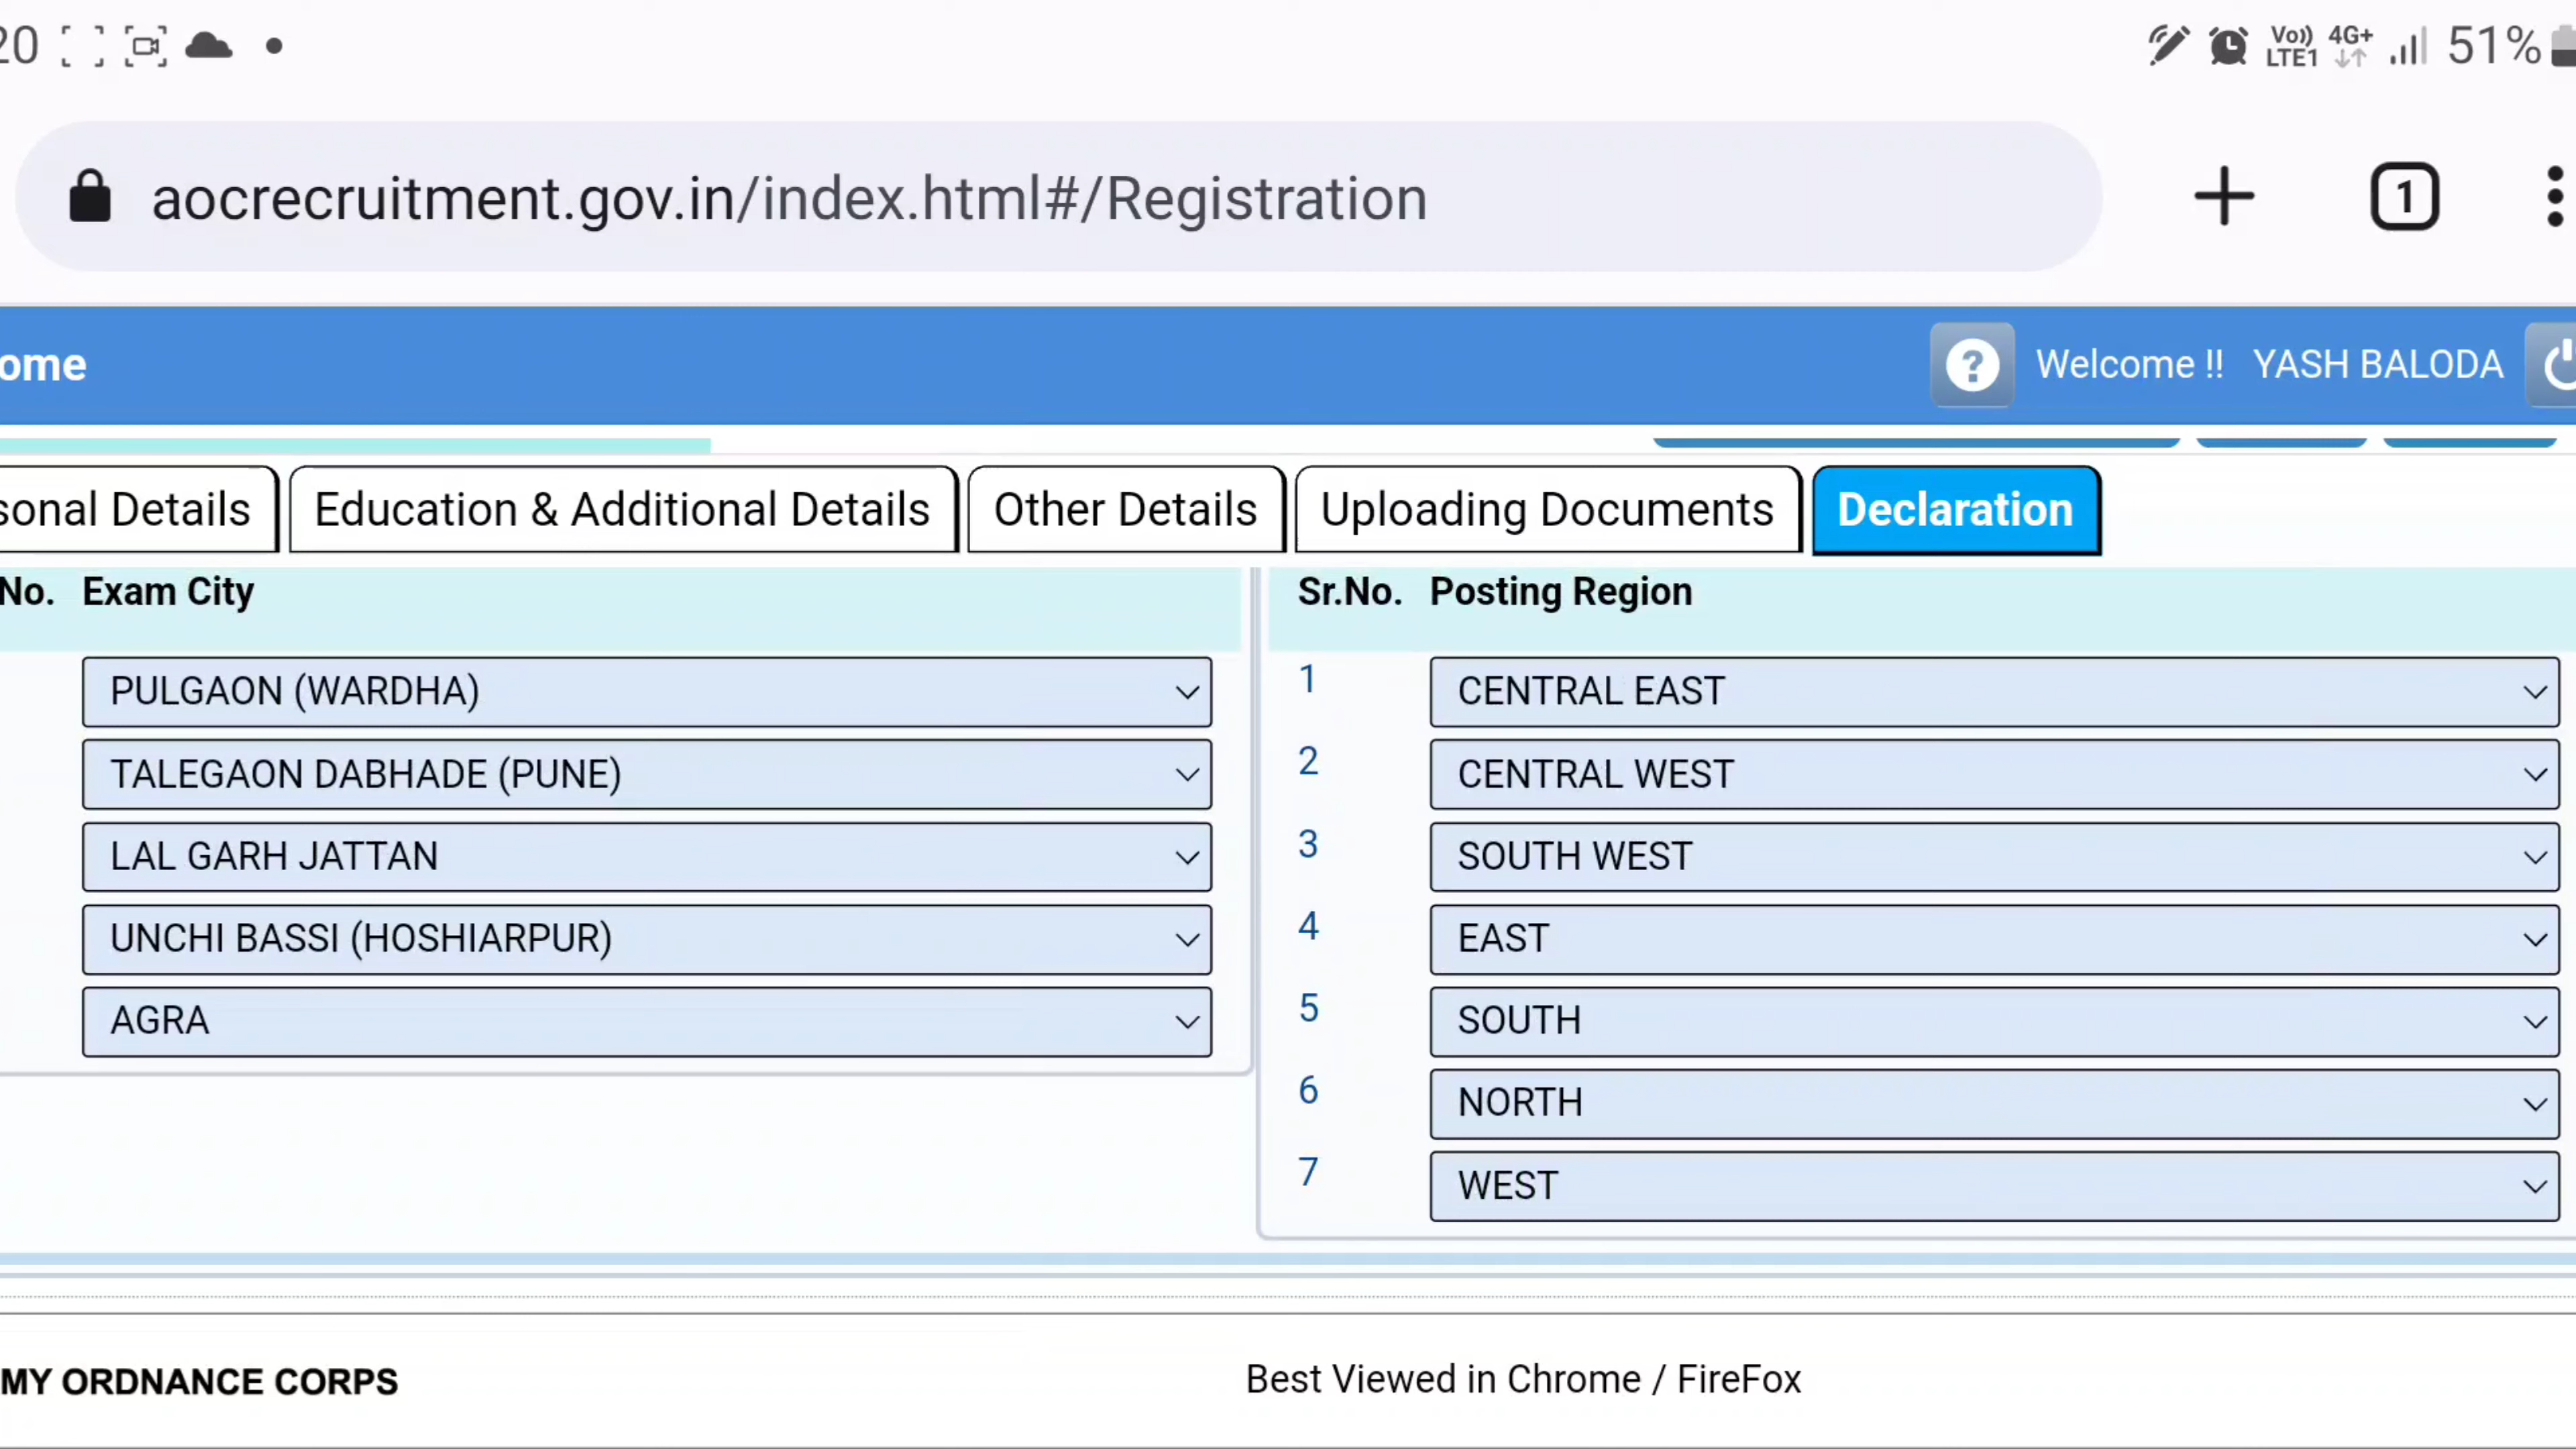 20 Vo)) LTE1 4G+ 51%
aocrecruitment.gov.in/index.html#/Registration 1
ome ? Welcome !! YASH BALODA
sonal Details Education & Additional Details Other Details Uploading Documents Declaration
No. Exam City Sr.No. Posting Region
PULGAON (WARDHA) 1 CENTRAL EAST
TALEGAON DABHADE (PUNE) 2 CENTRAL WEST
LAL GARH JATTAN 3 SOUTH WEST
UNCHI BASSI (HOSHIARPUR) 4 EAST
AGRA 5 SOUTH
6 NORTH
7 WEST
MY ORDNANCE CORPS Best Viewed in Chrome / FireFox